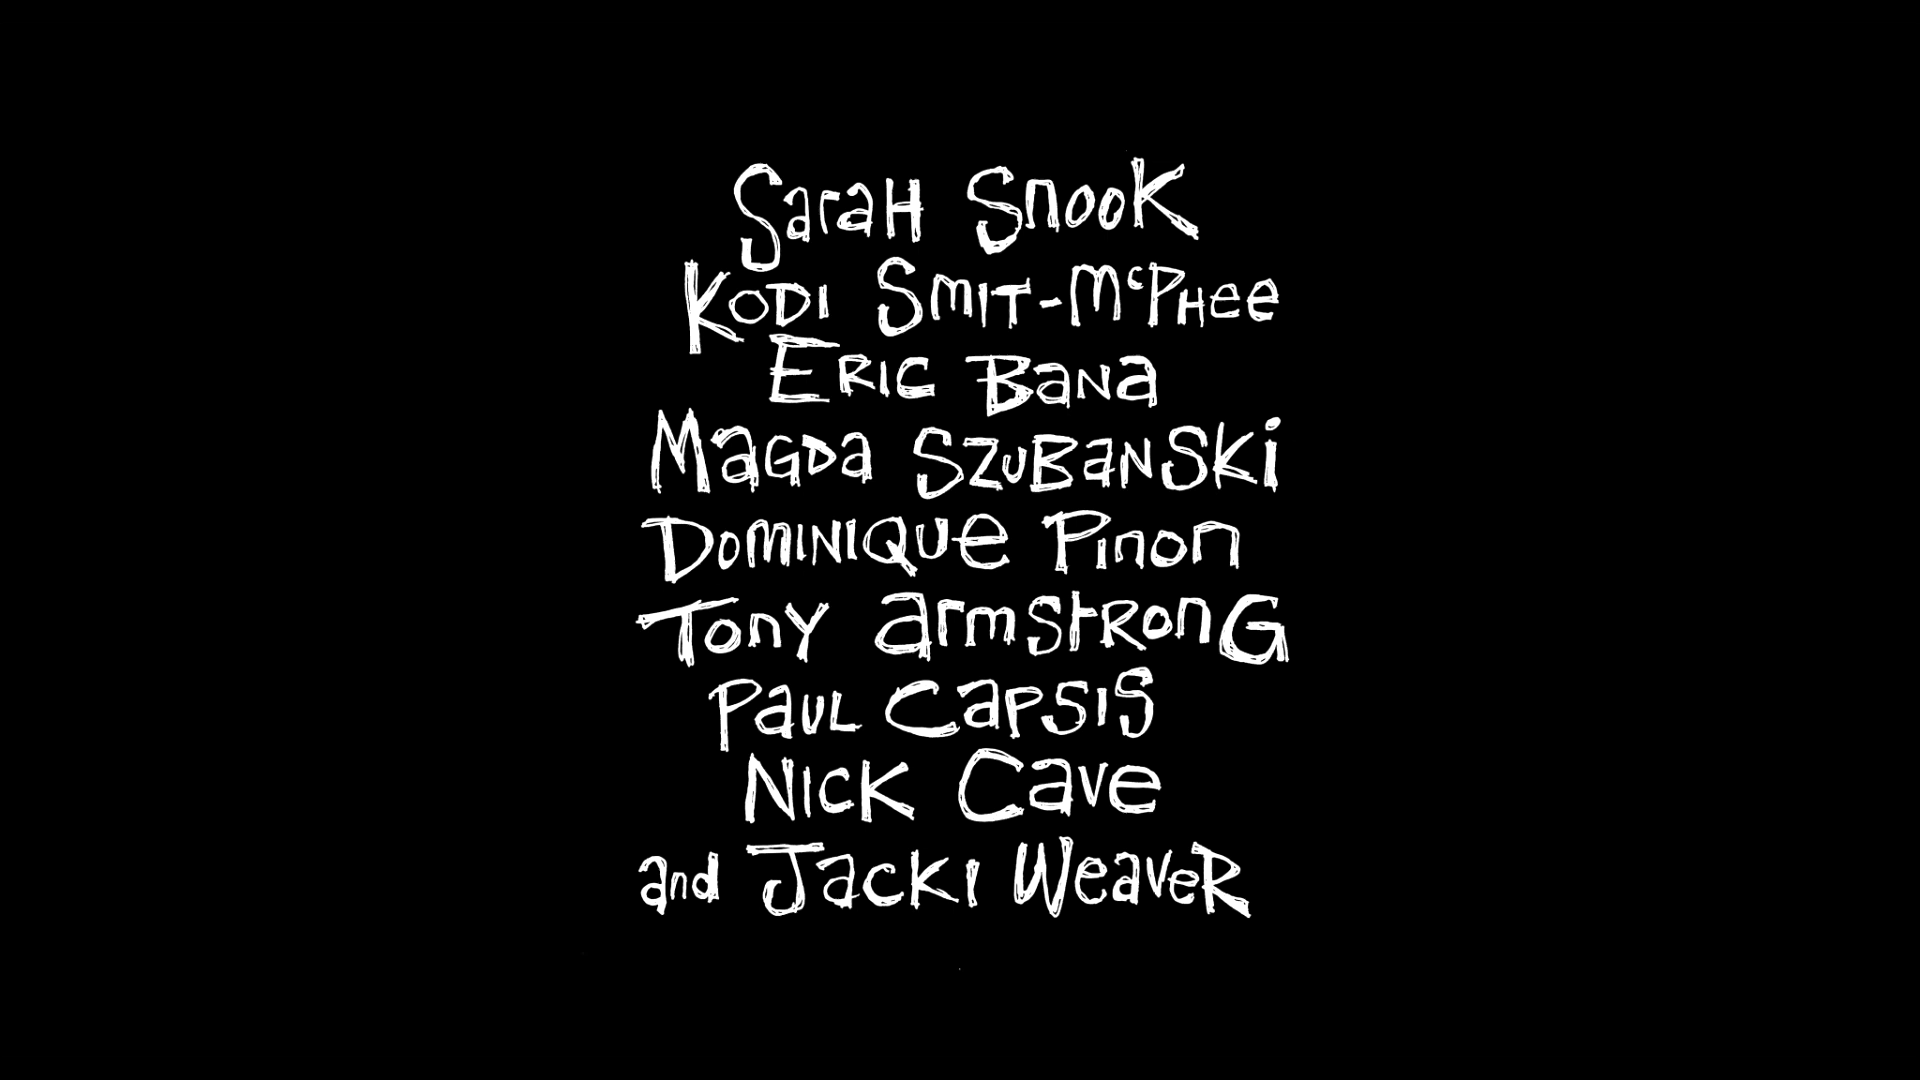 Sarah Snook
Kodi Smit-McPhee
Eric Bana
Magda Szubanski
Dominique Pinon
Tony Armstrong
Paul Capsis
Nick Cave
and Jacki Weaver